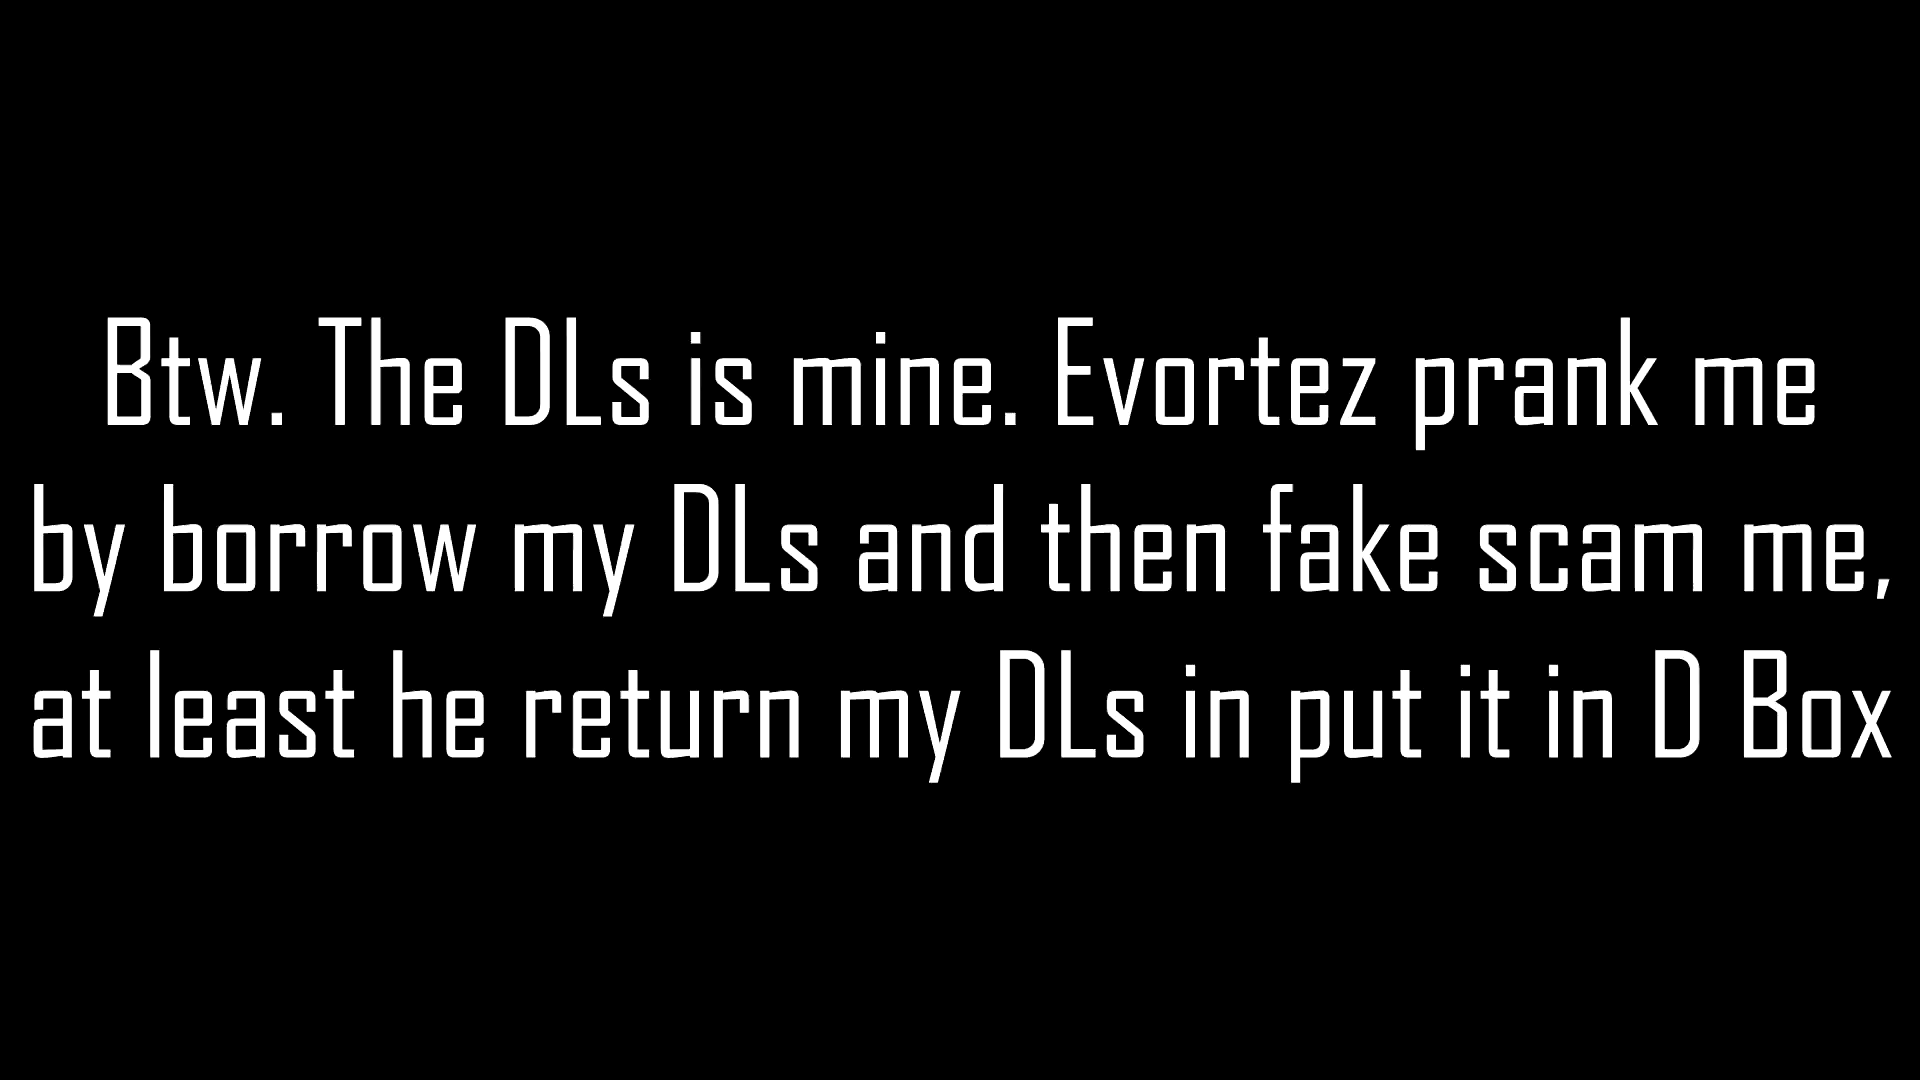 Btw. The DLs is mine. Evortez prank me
by borrow my DLs and then fake scam me,
at least he return my DLs in put it in D Box